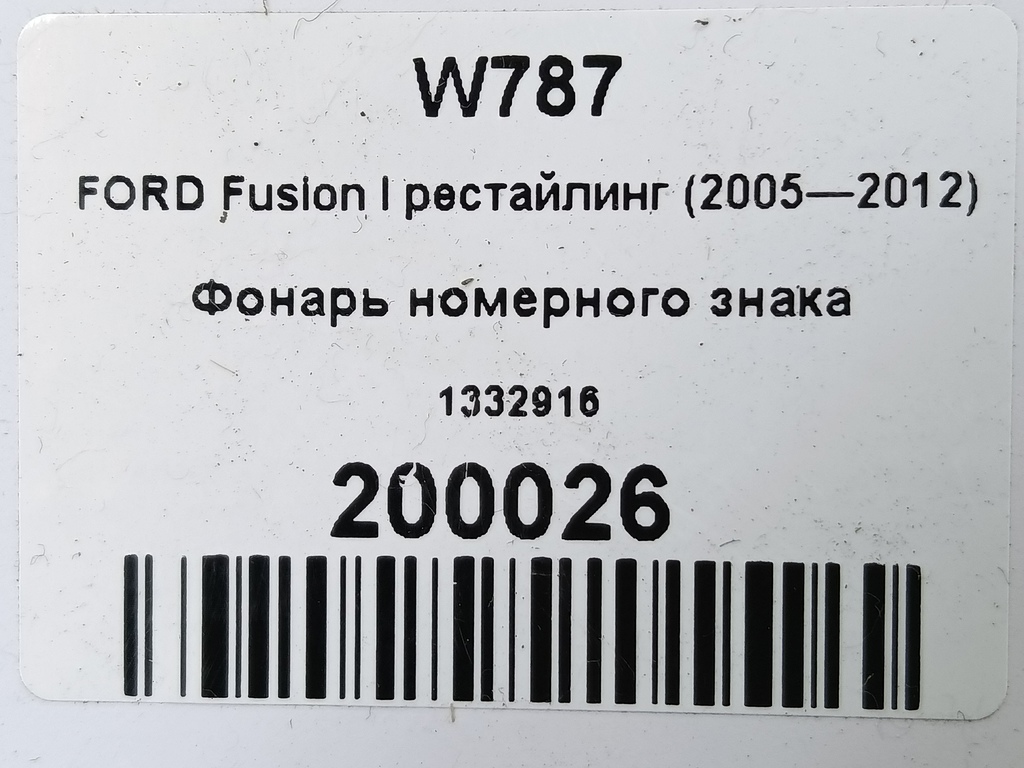 W787
FORD Fusion I рестайлинг (2005—2012)
Фонарь номерного знака
1332916
200026